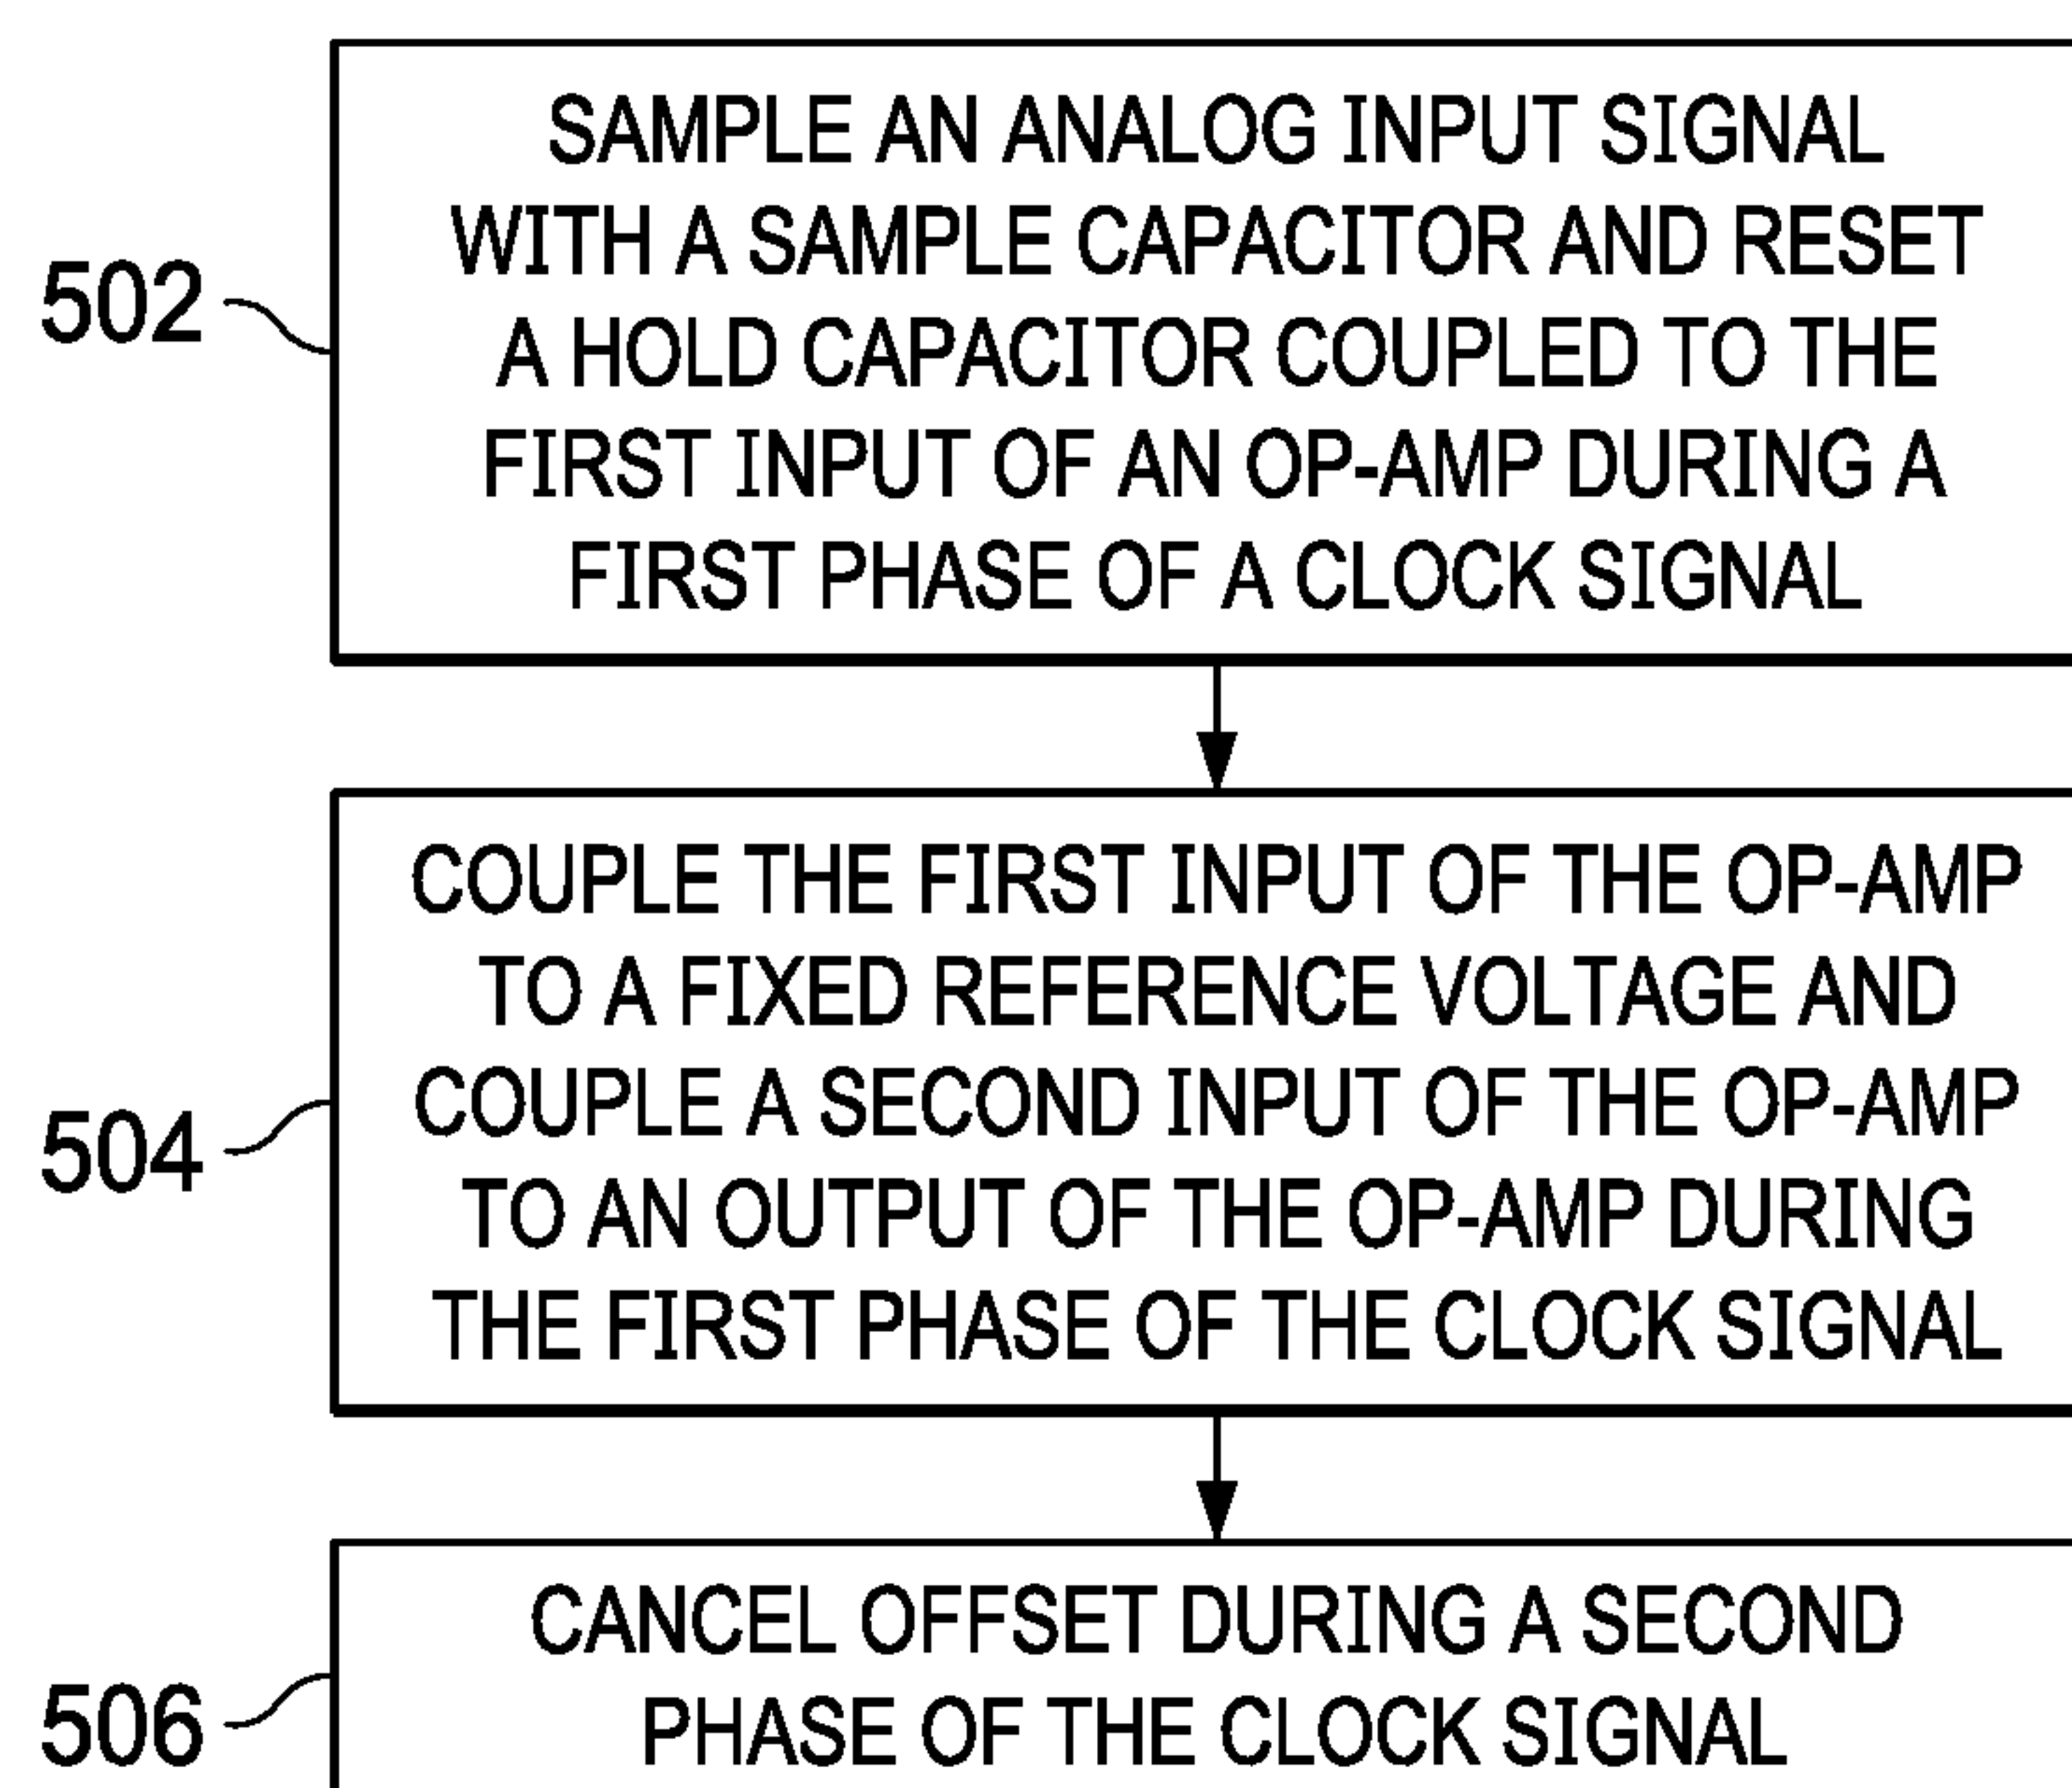 502
SAMPLE AN ANALOG INPUT SIGNAL
WITH A SAMPLE CAPACITOR AND RESET
A HOLD CAPACITOR COUPLED TO THE
FIRST INPUT OF AN OP-AMP DURING A
FIRST PHASE OF A CLOCK SIGNAL
504
COUPLE THE FIRST INPUT OF THE OP-AMP
TO A FIXED REFERENCE VOLTAGE AND
COUPLE A SECOND INPUT OF THE OP-AMP
TO AN OUTPUT OF THE OP-AMP DURING
THE FIRST PHASE OF THE CLOCK SIGNAL
506
CANCEL OFFSET DURING A SECOND
PHASE OF THE CLOCK SIGNAL